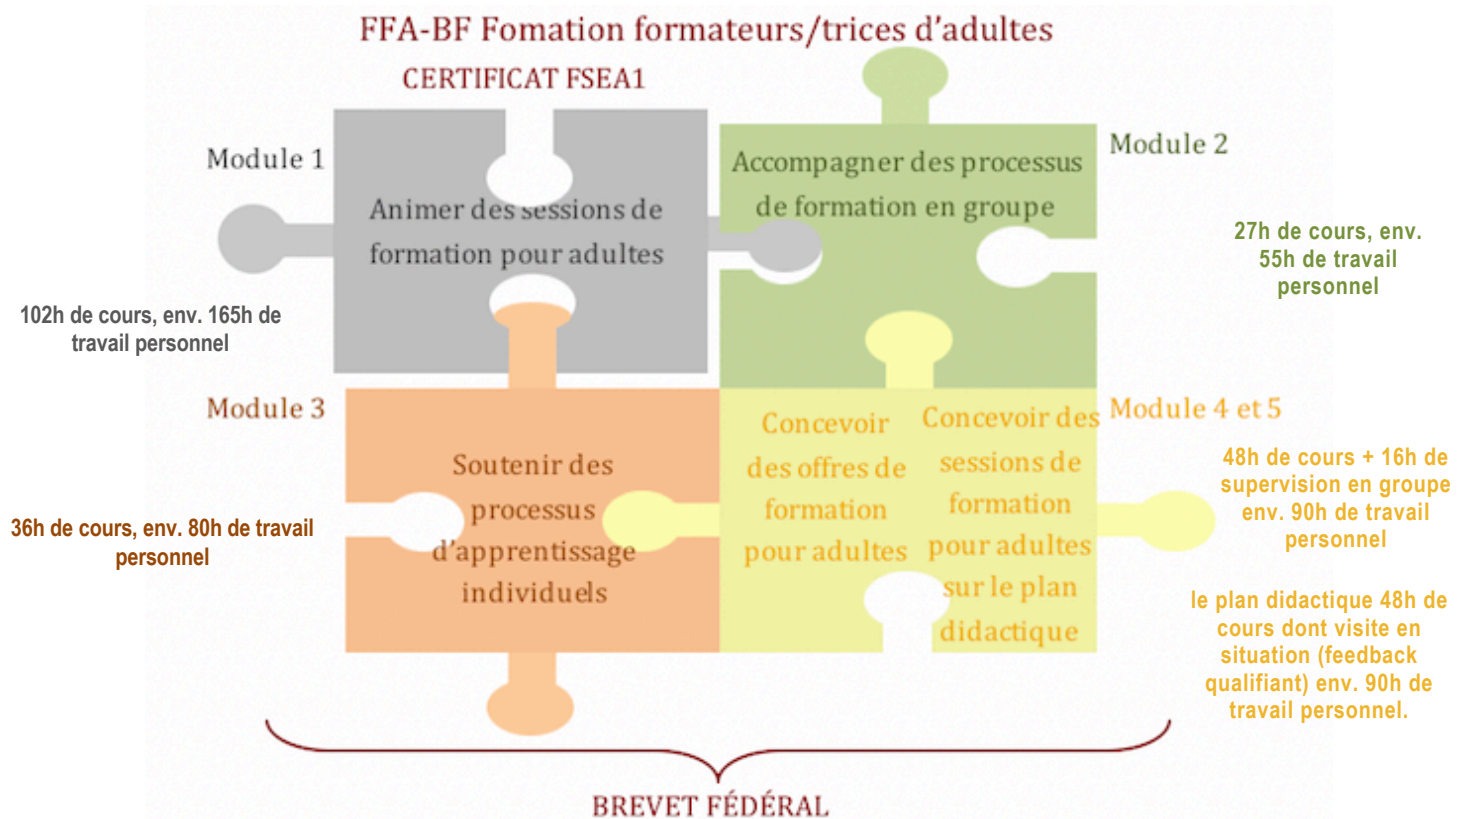 FFA-BF Fomation formateurs/trices d'adultes
CERTIFICAT FSEA1
Module 1
Animer des sessions de
formation pour adultes
102h de cours, env. 165h de
travail personnel
Module 2
Accompagner des processus
de formation en groupe
27h de cours, env.
55h de travail
personnel
Module 3
Soutenir des
processus
d'apprentissage
individuels
36h de cours, env. 80h de travail
personnel
Module 4 et 5
Concevoir
des offres de
formation
pour adultes
Concevoir des
sessions de
formation
pour adultes
sur le plan
didactique
48h de cours + 16h de
supervision en groupe
env. 90h de travail
personnel
le plan didactique 48h de
cours dont visite en
situation (feedback
qualifiant) env. 90h de
travail personnel.
BREVET FÉDÉRAL